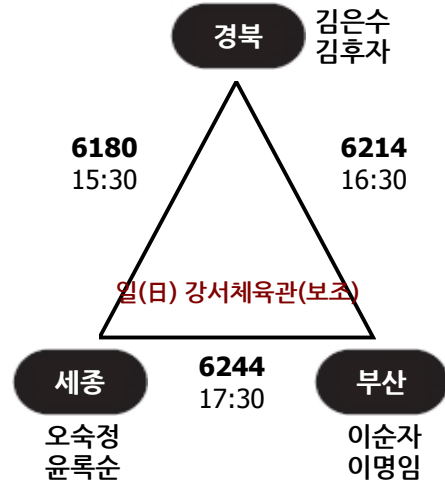 경북
김은수
김후자
6180
15:30
6214
16:30
일(日) 강서체육관(보조)
세종
6244
17:30
부산
오숙정
윤록순
이순자
이명임